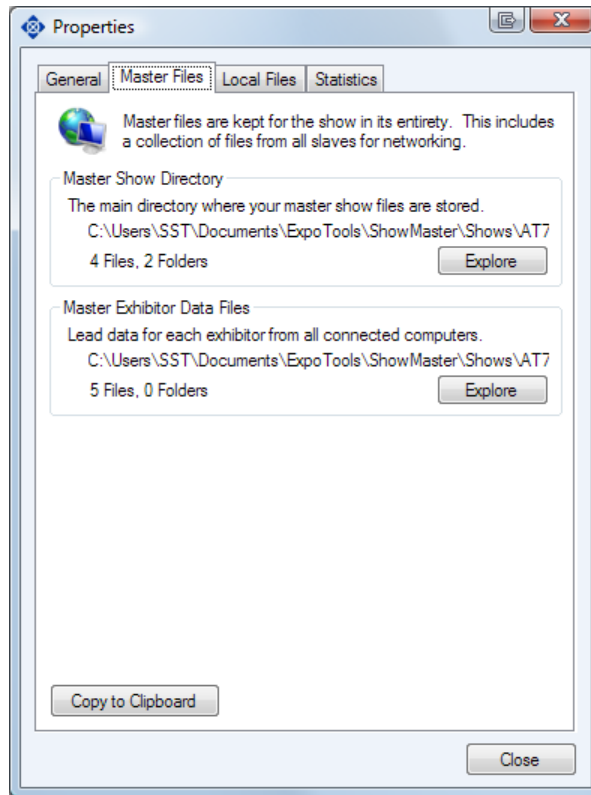 Properties
General Master Files Local Files Statistics
Master files are kept for the show in its entirety. This includes
a collection of files from all slaves for networking.
Master Show Directory
The main directory where your master show files are stored.
C:\Users\SST\Documents\ExpoTools\ShowMaster\Shows\AT7
4 Files, 2 Folders Explore
Master Exhibitor Data Files
Lead data for each exhibitor from all connected computers.
C:\Users\SST\Documents\ExpoTools\ShowMaster\Shows\AT7
5 Files, 0 Folders Explore
Copy to Clipboard
Close